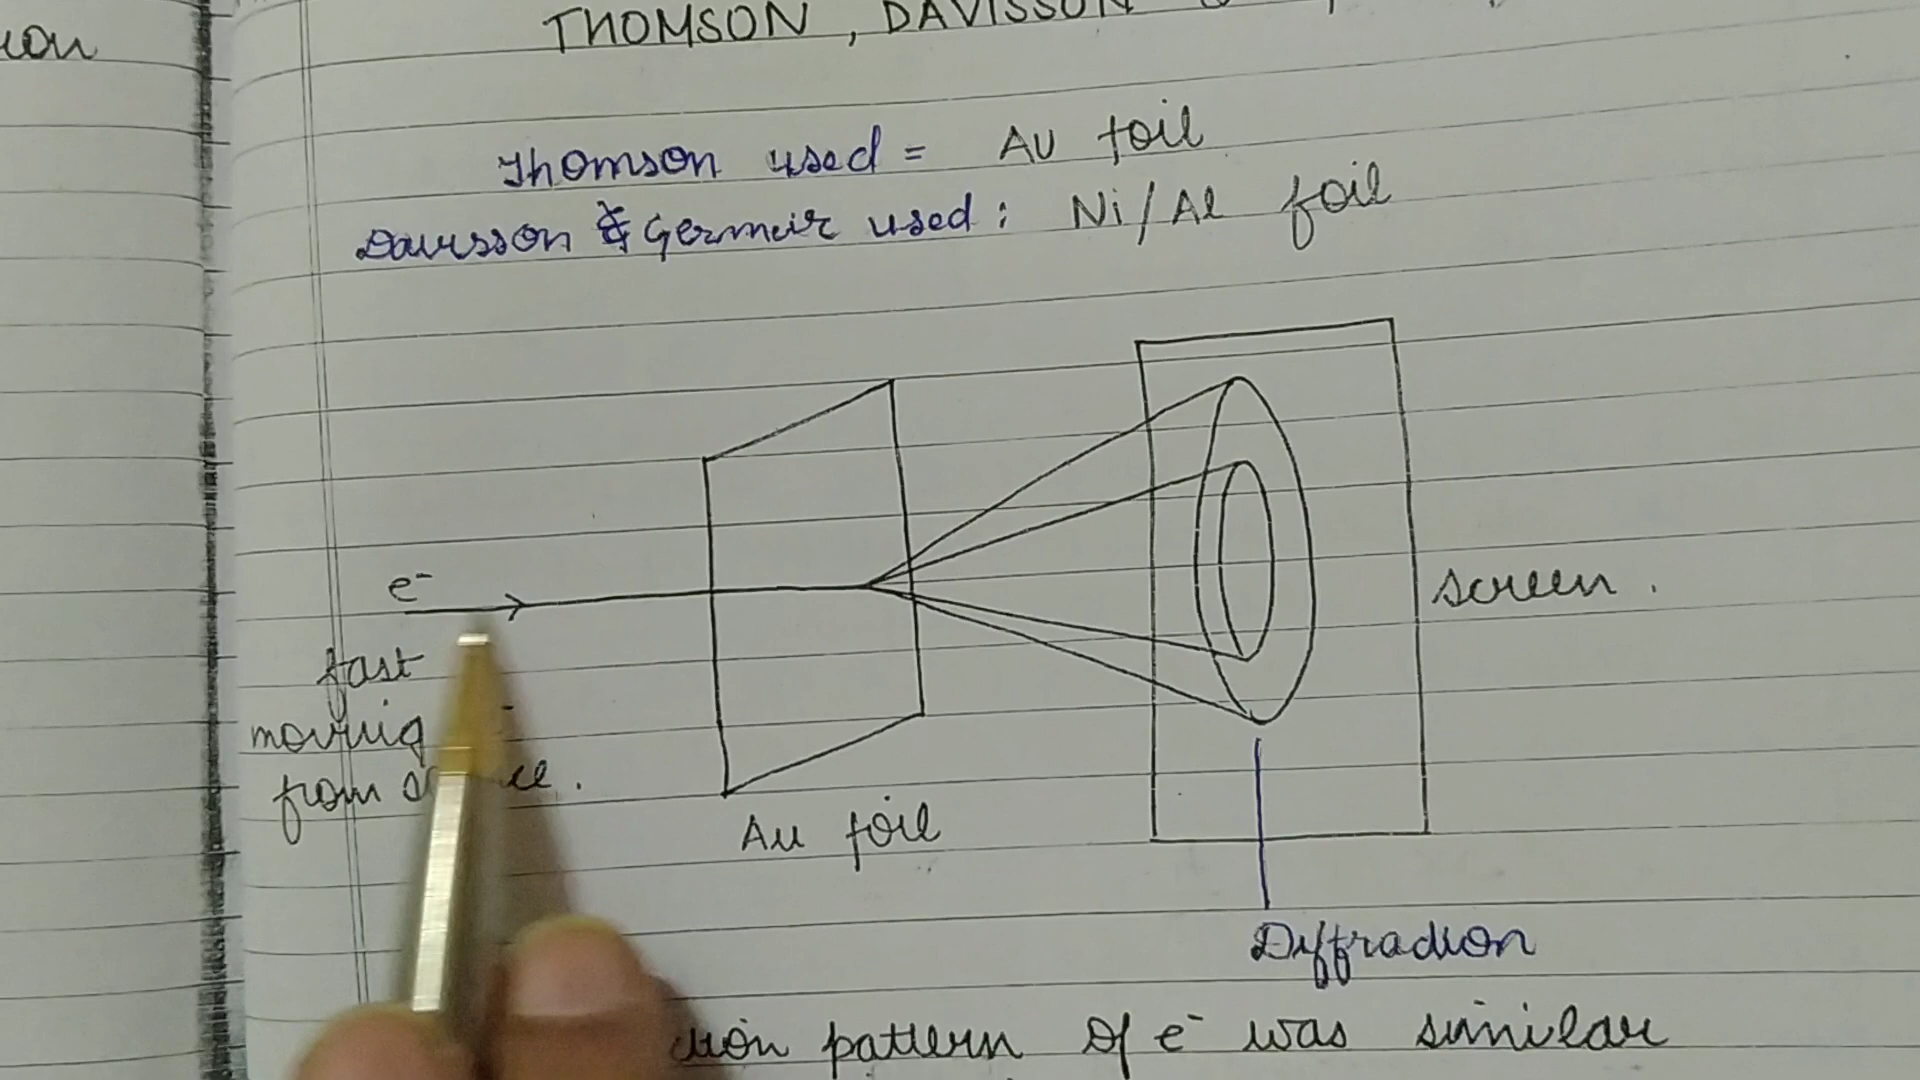 THOMSON, DAVISSON
Thomson used = Au foil
Davisson & Germeir used : Ni/Al foil
e⁻
fast
moving
from
Au foil
screen.
Diffraction
pattern of e⁻ was similar